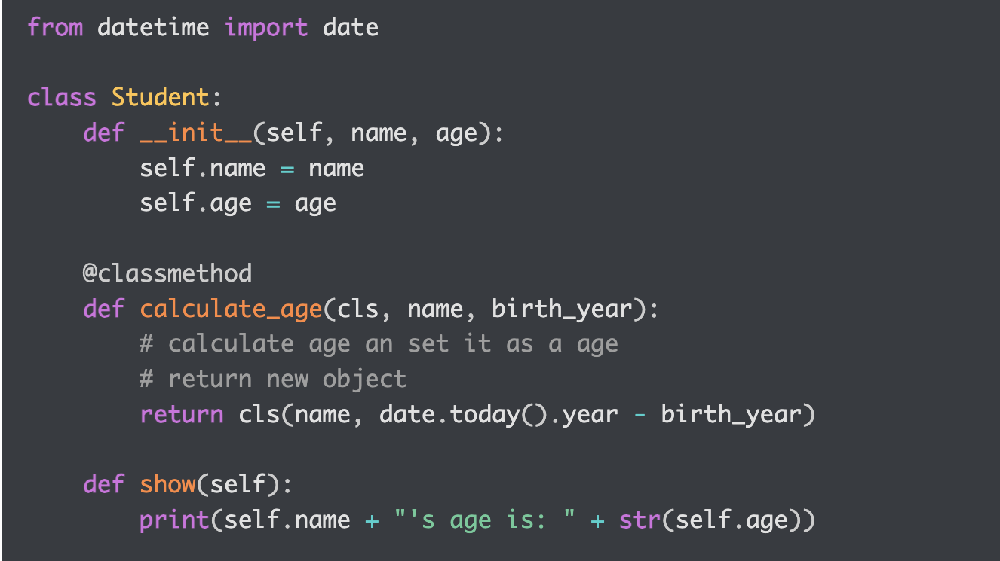 from datetime import date
class Student:
    def __init__(self, name, age):
        self.name = name
        self.age = age
    @classmethod
    def calculate_age(cls, name, birth_year):
        # calculate age an set it as a age
        # return new object
        return cls(name, date.today().year - birth_year)
    def show(self):
        print(self.name + "'s age is: " + str(self.age))